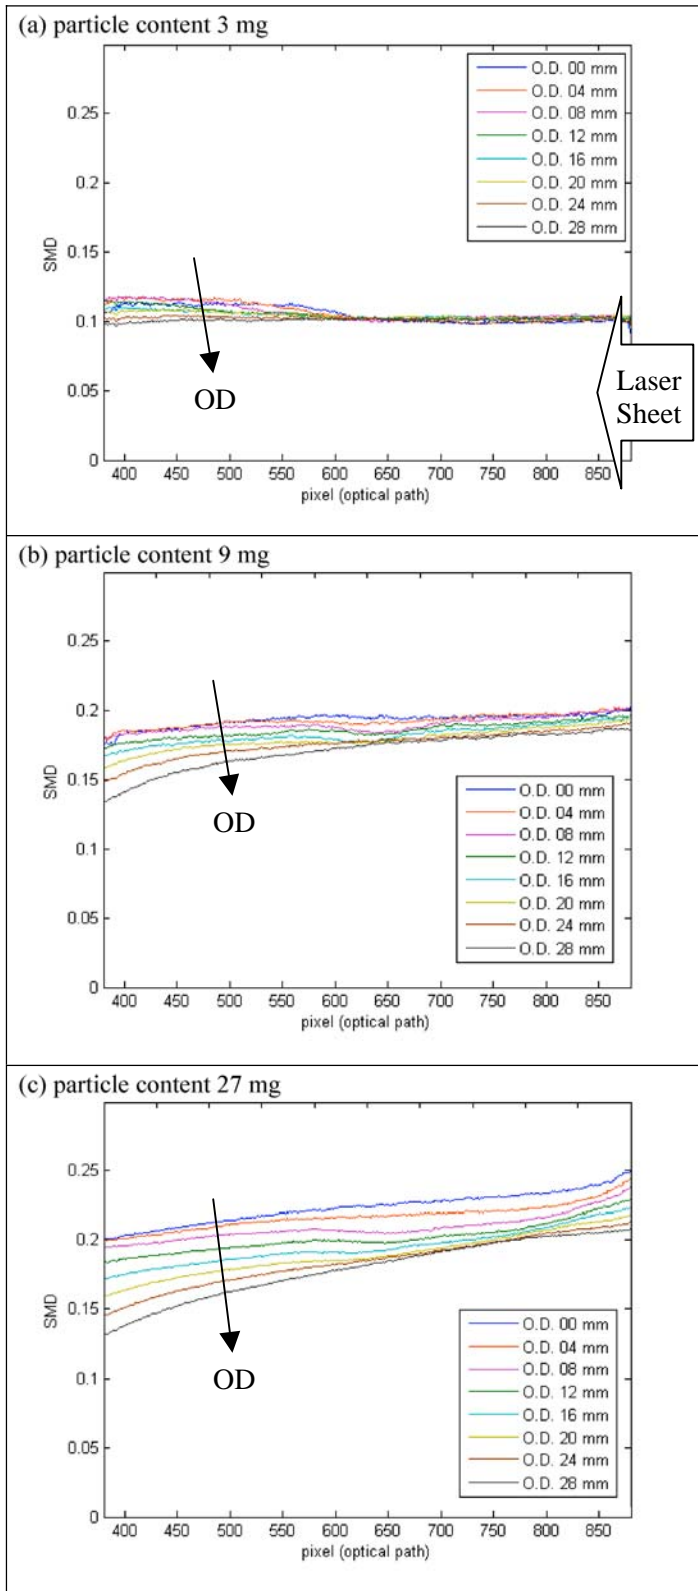 (a) particle content 3 mg
O.D. 00 mm
O.D. 04 mm
O.D. 08 mm
O.D. 12 mm
O.D. 16 mm
O.D. 20 mm
O.D. 24 mm
O.D. 28 mm
0.25
0.2
0.15
0.1
0.05
0
SMD
OD
Laser
Sheet
400 450 500 550 600 650 700 750 800 850
pixel (optical path)
(b) particle content 9 mg
0.25
0.2
0.15
0.1
0.05
0
SMD
OD
O.D. 00 mm
O.D. 04 mm
O.D. 08 mm
O.D. 12 mm
O.D. 16 mm
O.D. 20 mm
O.D. 24 mm
O.D. 28 mm
400 450 500 550 600 650 700 750 800 850
pixel (optical path)
(c) particle content 27 mg
0.25
0.2
0.15
0.1
0.05
0
SMD
OD
O.D. 00 mm
O.D. 04 mm
O.D. 08 mm
O.D. 12 mm
O.D. 16 mm
O.D. 20 mm
O.D. 24 mm
O.D. 28 mm
400 450 500 550 600 650 700 750 800 850
pixel (optical path)